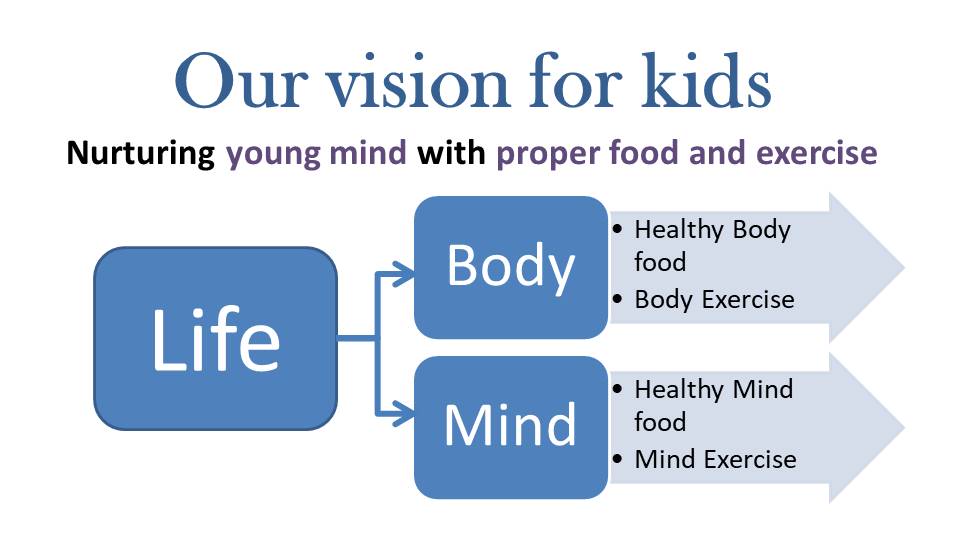 Our vision for kids
Nurturing young mind with proper food and exercise
Life
Body
• Healthy Body
food
• Body Exercise
Mind
• Healthy Mind
food
• Mind Exercise